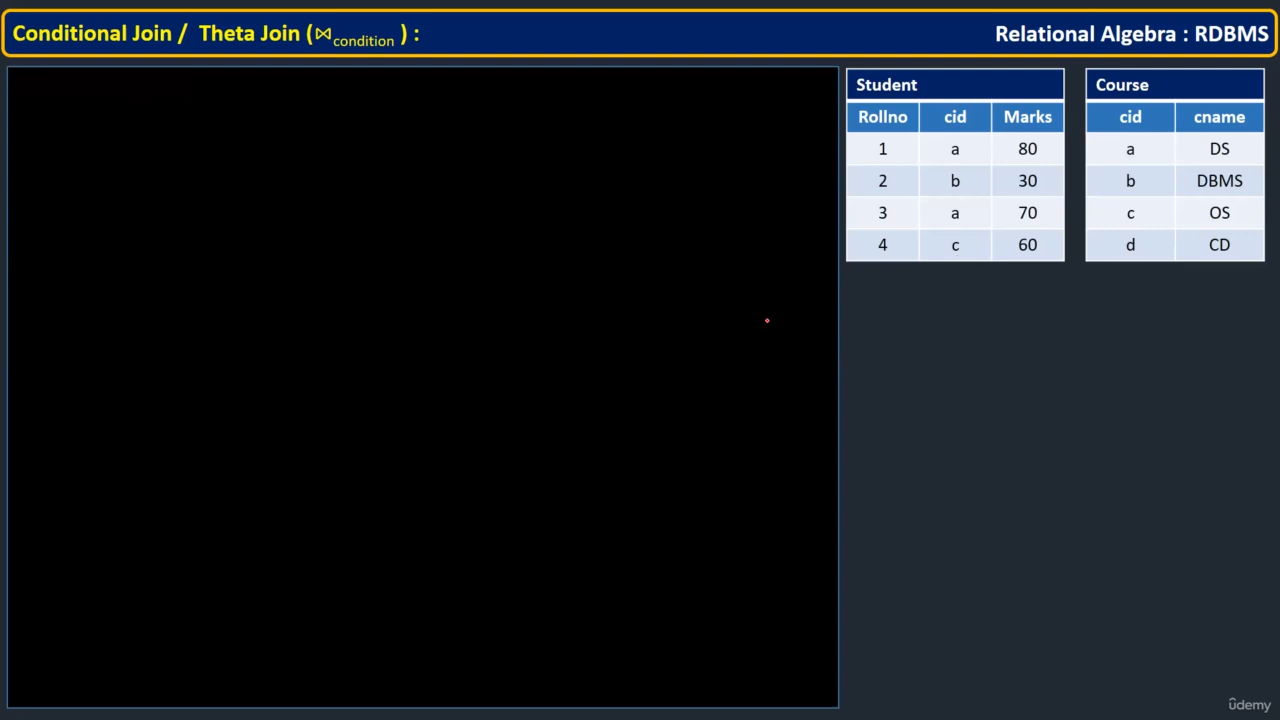 Conditional Join / Theta Join (⋈condition ) :
Relational Algebra : RDBMS
Student
Rollno cid Marks
1 a 80
2 b 30
3 a 70
4 c 60
Course
cid cname
a DS
b DBMS
c OS
d CD
ûdemy